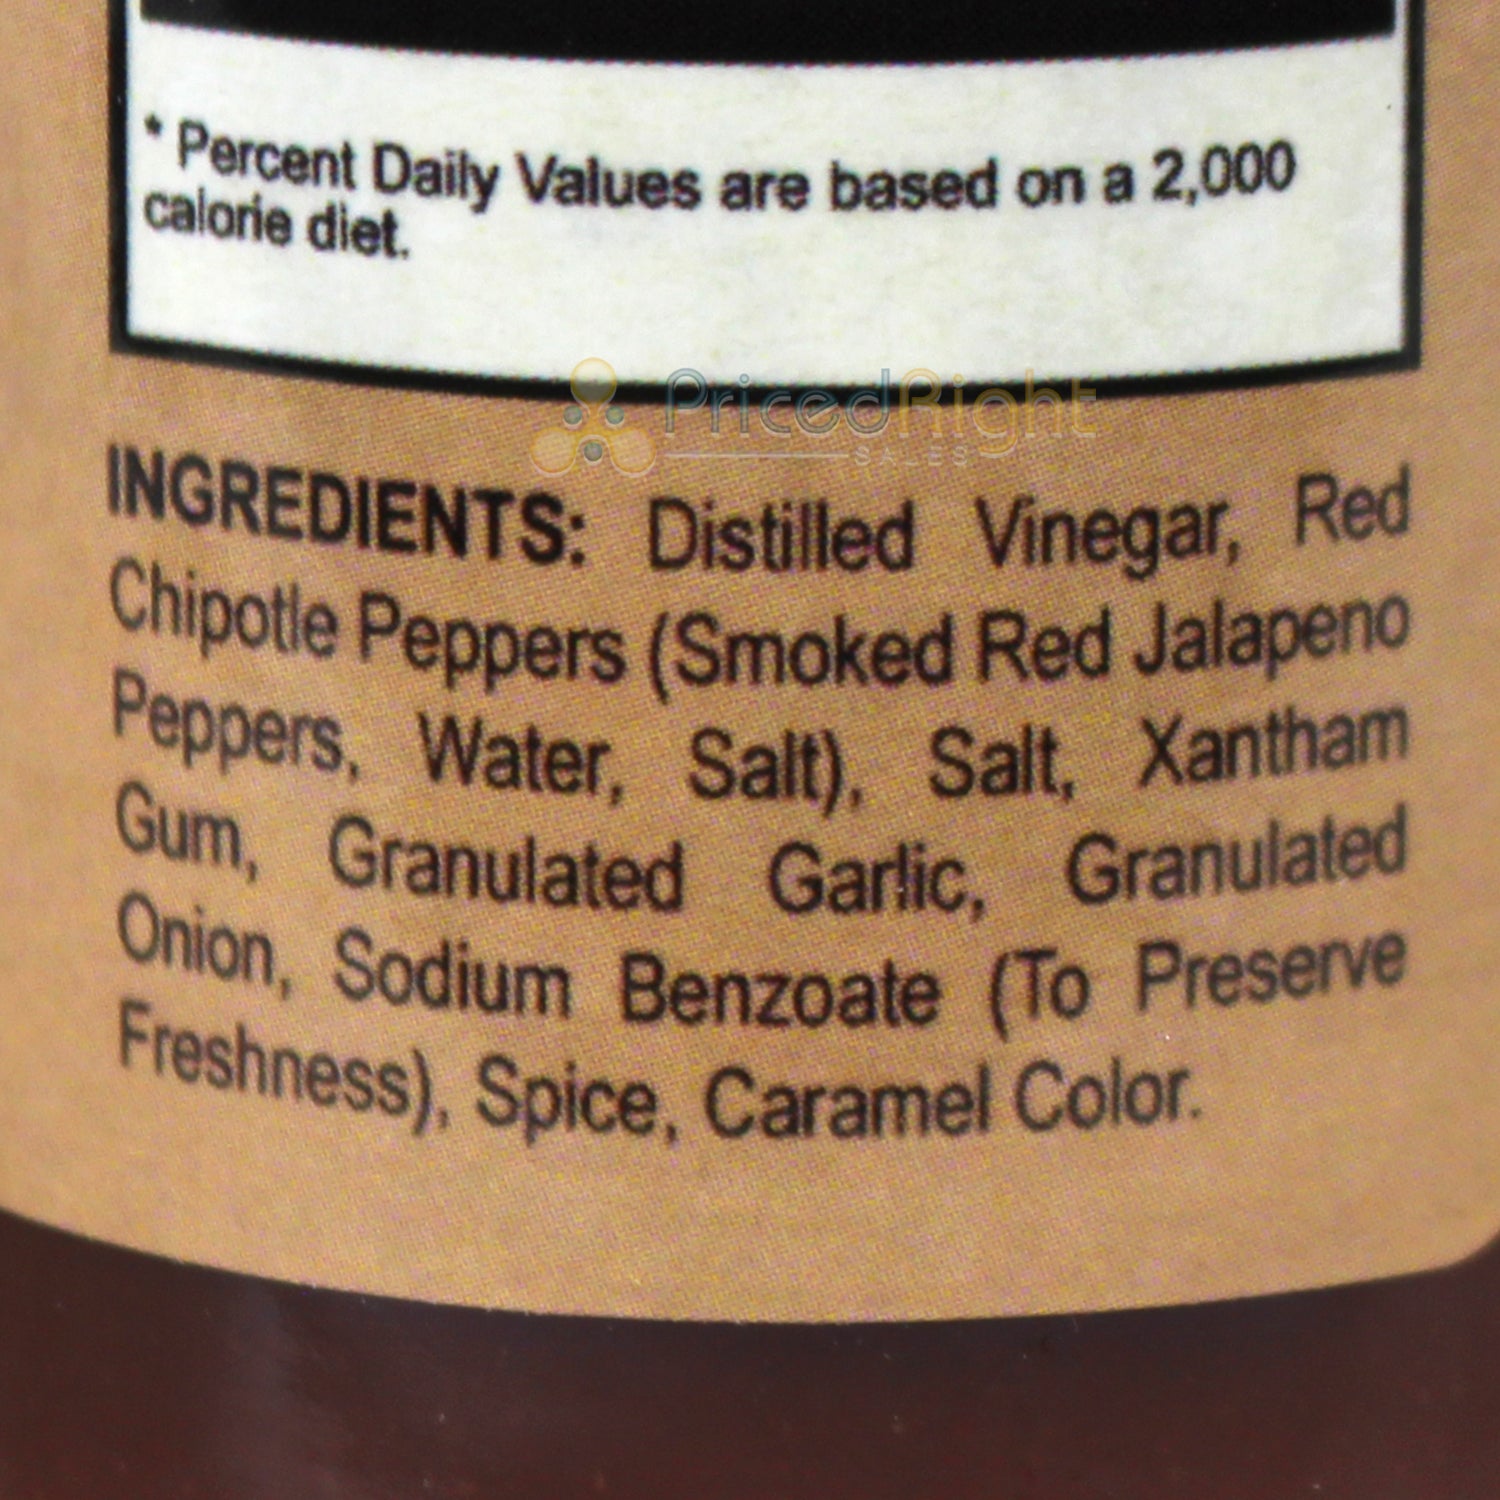 * Percent Daily Values are based on a 2,000
calorie diet.
PricedRight
SALES
INGREDIENTS: Distilled Vinegar, Red
Chipotle Peppers (Smoked Red Jalapeno
Peppers, Water, Salt), Salt, Xantham
Gum, Granulated Garlic, Granulated
Onion, Sodium Benzoate (To Preserve
Freshness), Spice, Caramel Color.